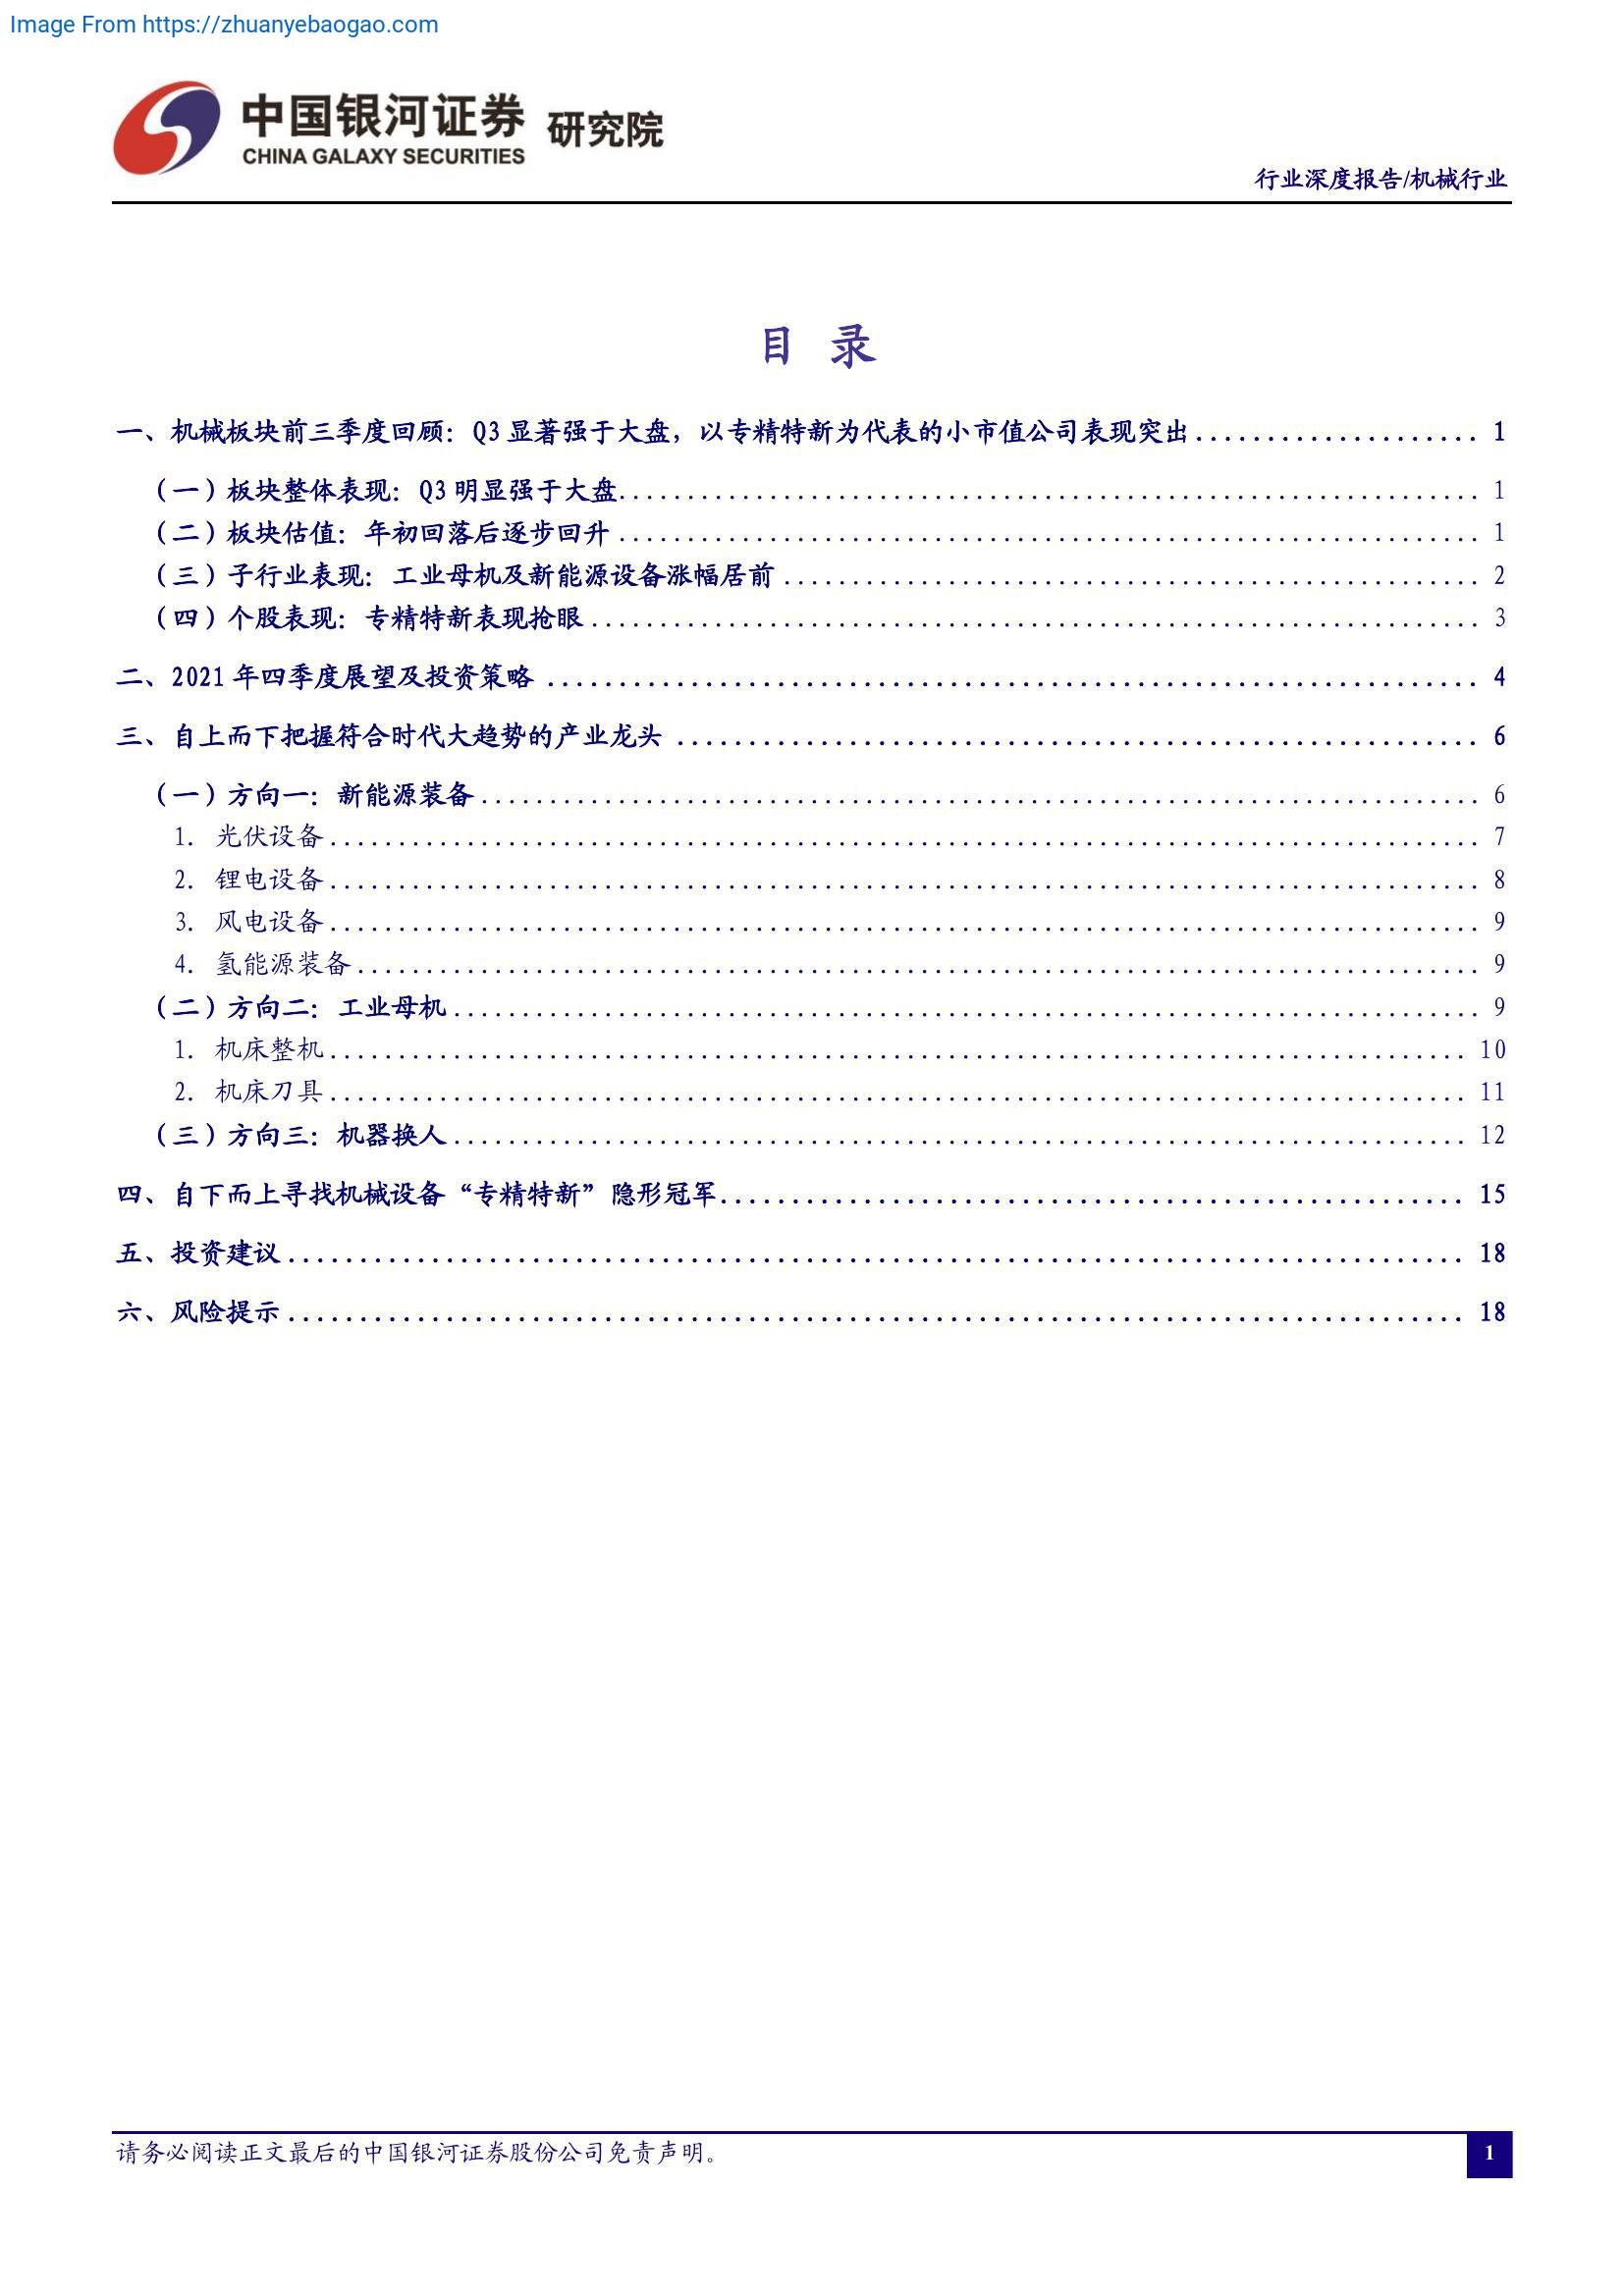 Image From https://zhuanyebaogao.com
中国银河证券 研究院
CHINA GALAXY SECURITIES
行业深度报告/机械行业
目 录
一、机械板块前三季度回顾：Q3 显著强于大盘，以专精特新为代表的小市值公司表现突出.................... 1
（一）板块整体表现：Q3 明显强于大盘.................................................. 1
（二）板块估值：年初回落后逐步回升.................................................. 1
（三）子行业表现：工业母机及新能源设备涨幅居前........................................ 2
（四）个股表现：专精特新表现抢眼.................................................. 3
二、2021 年四季度展望及投资策略.................................................. 4
三、自上而下把握符合时代大趋势的产业龙头............................................ 6
（一）方向一：新能源装备.................................................. 6
1. 光伏设备.................................................. 7
2. 锂电设备.................................................. 8
3. 风电设备.................................................. 9
4. 氢能源装备.................................................. 9
（二）方向二：工业母机.................................................. 9
1. 机床整机.................................................. 10
2. 机床刀具.................................................. 11
（三）方向三：机器换人.................................................. 12
四、自下而上寻找机械设备“专精特新”隐形冠军........................................ 15
五、投资建议.................................................. 18
六、风险提示.................................................. 18
请务必阅读正文最后的中国银河证券股份公司免责声明。
1